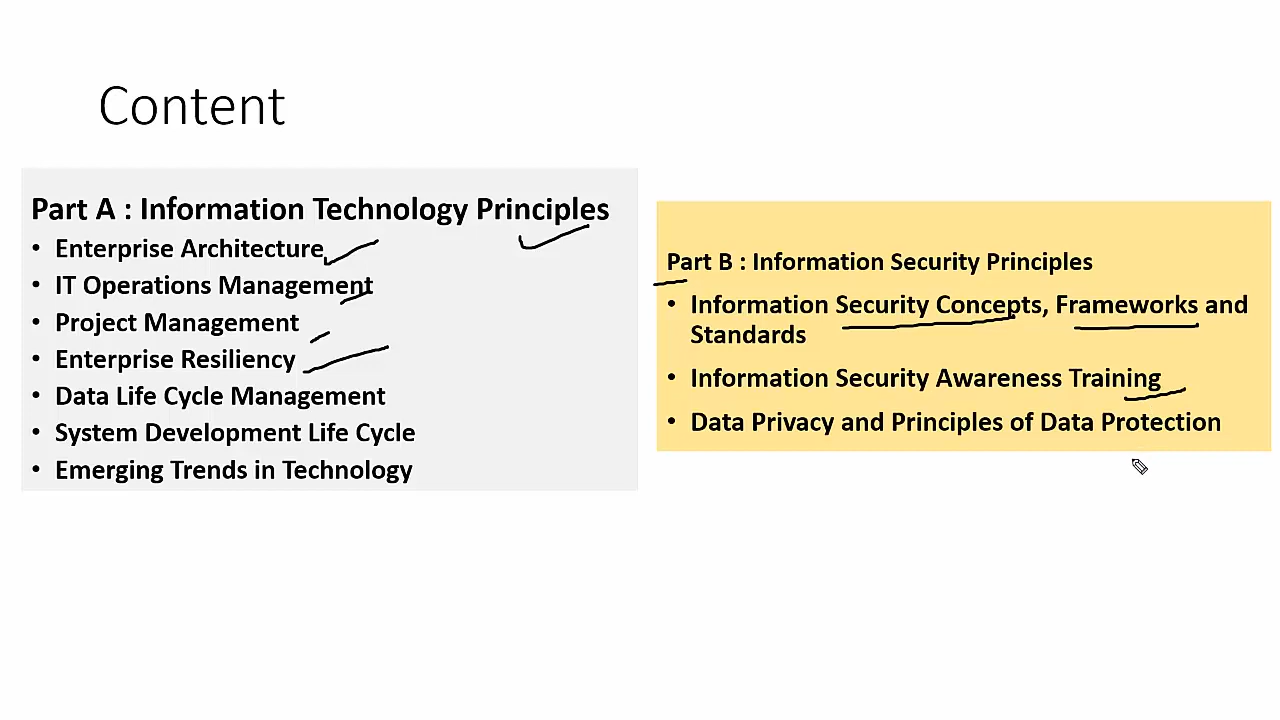 Content
Part A : Information Technology Principles
• Enterprise Architecture
• IT Operations Management
• Project Management
• Enterprise Resiliency
• Data Life Cycle Management
• System Development Life Cycle
• Emerging Trends in Technology
Part B : Information Security Principles
• Information Security Concepts, Frameworks and
Standards
• Information Security Awareness Training
• Data Privacy and Principles of Data Protection